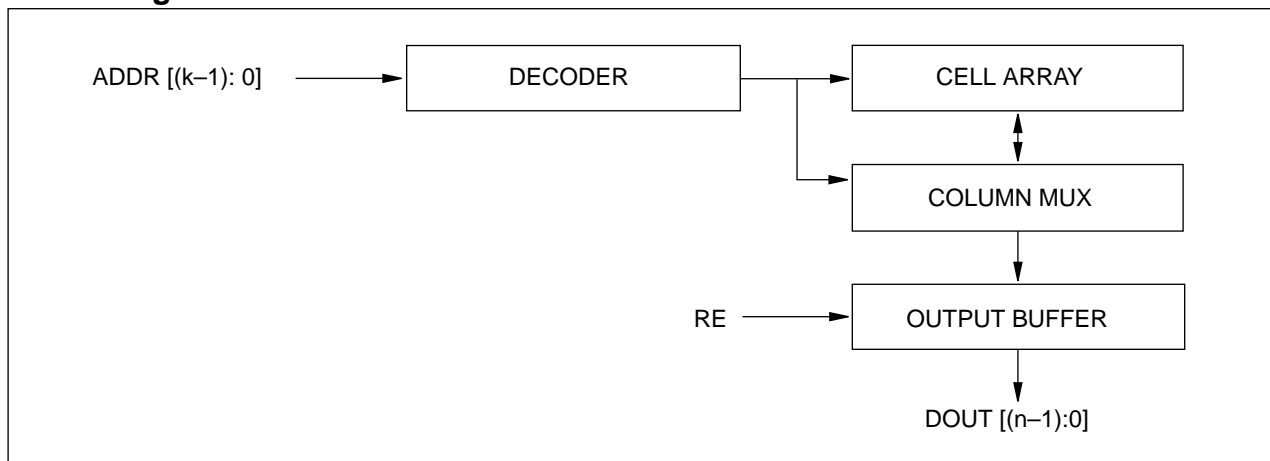 ADDR [(k–1): 0]
DECODER
CELL ARRAY
COLUMN MUX
RE
OUTPUT BUFFER
DOUT [(n–1):0]